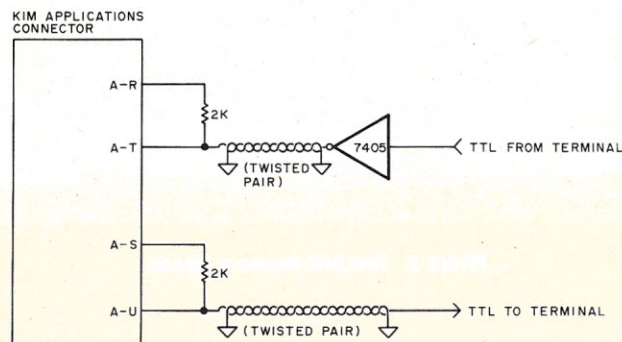 KIM APPLICATIONS
CONNECTOR
A-R
2K
A-T
7405
TTL FROM TERMINAL
(TWISTED
PAIR)
A-S
2K
A-U
TTL TO TERMINAL
(TWISTED PAIR)